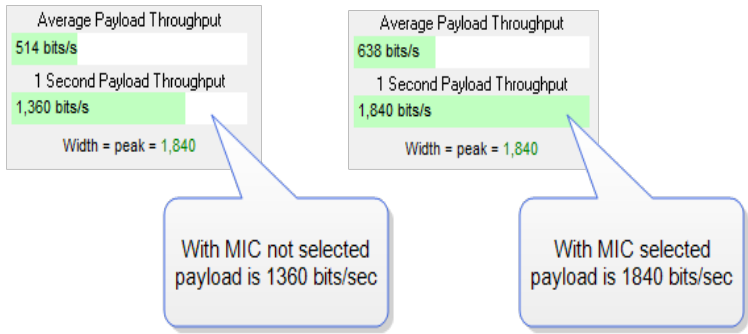 Average Payload Throughput
514 bits/s
1 Second Payload Throughput
1,360 bits/s
Width = peak = 1,840
With MIC not selected
payload is 1360 bits/sec
Average Payload Throughput
638 bits/s
1 Second Payload Throughput
1,840 bits/s
Width = peak = 1,840
With MIC selected
payload is 1840 bits/sec